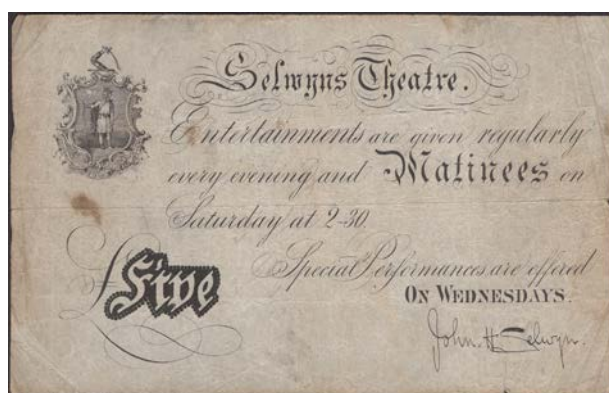 Selwyns Theatre.
Entertainments are given regularly
every evening and Matinees on
Saturday at 2-30.
Special Performances are offered
£Five
ON WEDNESDAYS.
John. H. Selwyn.